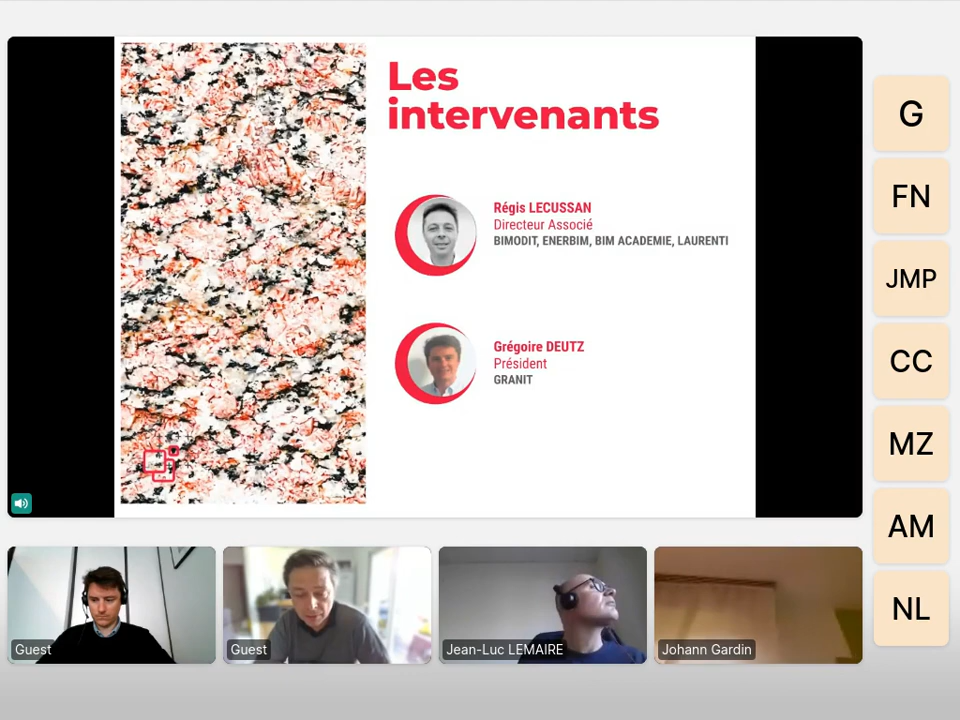 Les
intervenants
Régis LECUSSAN
Directeur Associé
BIMODIT, ENERBIM, BIM ACADEMIE, LAURENTI
Grégoire DEUTZ
Président
GRANIT
G
FN
JMP
CC
MZ
AM
NL
Guest
Guest
Jean-Luc LEMAIRE
Johann Gardin